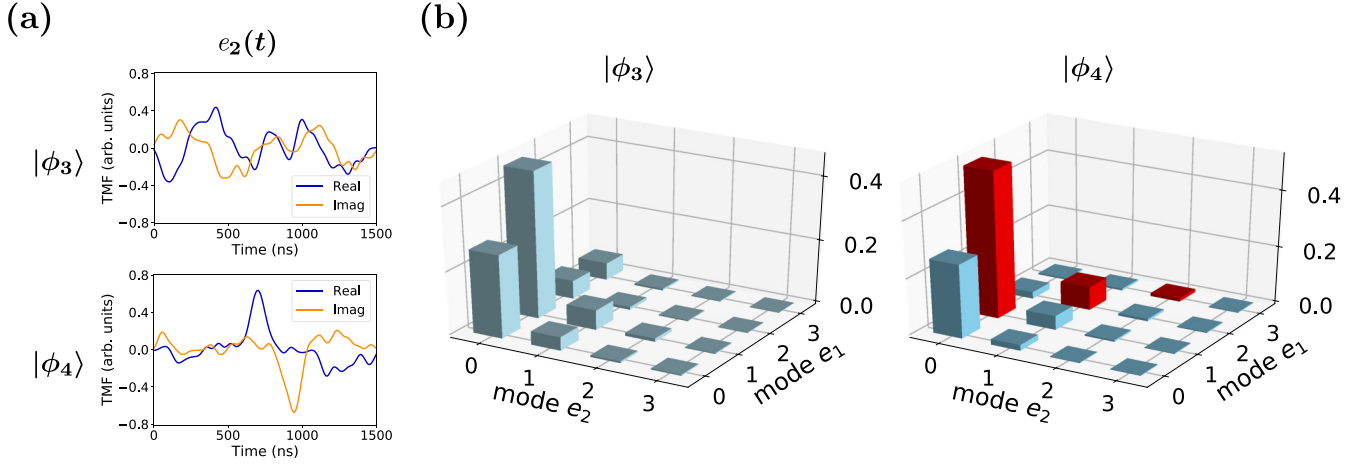 (a)
e₂(t)
|ϕ₃⟩
TMF (arb. units)
0.8
0.4
0.0
−0.4
−0.8
Real
Imag
0 500 1000 1500
Time (ns)
|ϕ₄⟩
TMF (arb. units)
0.8
0.4
0.0
−0.4
−0.8
Real
Imag
0 500 1000 1500
Time (ns)
(b)
|ϕ₃⟩
0.4
0.2
0.0
0 1 2 3
mode e₂
0 1 2 3
mode e₁
|ϕ₄⟩
0.4
0.2
0.0
0 1 2 3
mode e₂
0 1 2 3
mode e₁